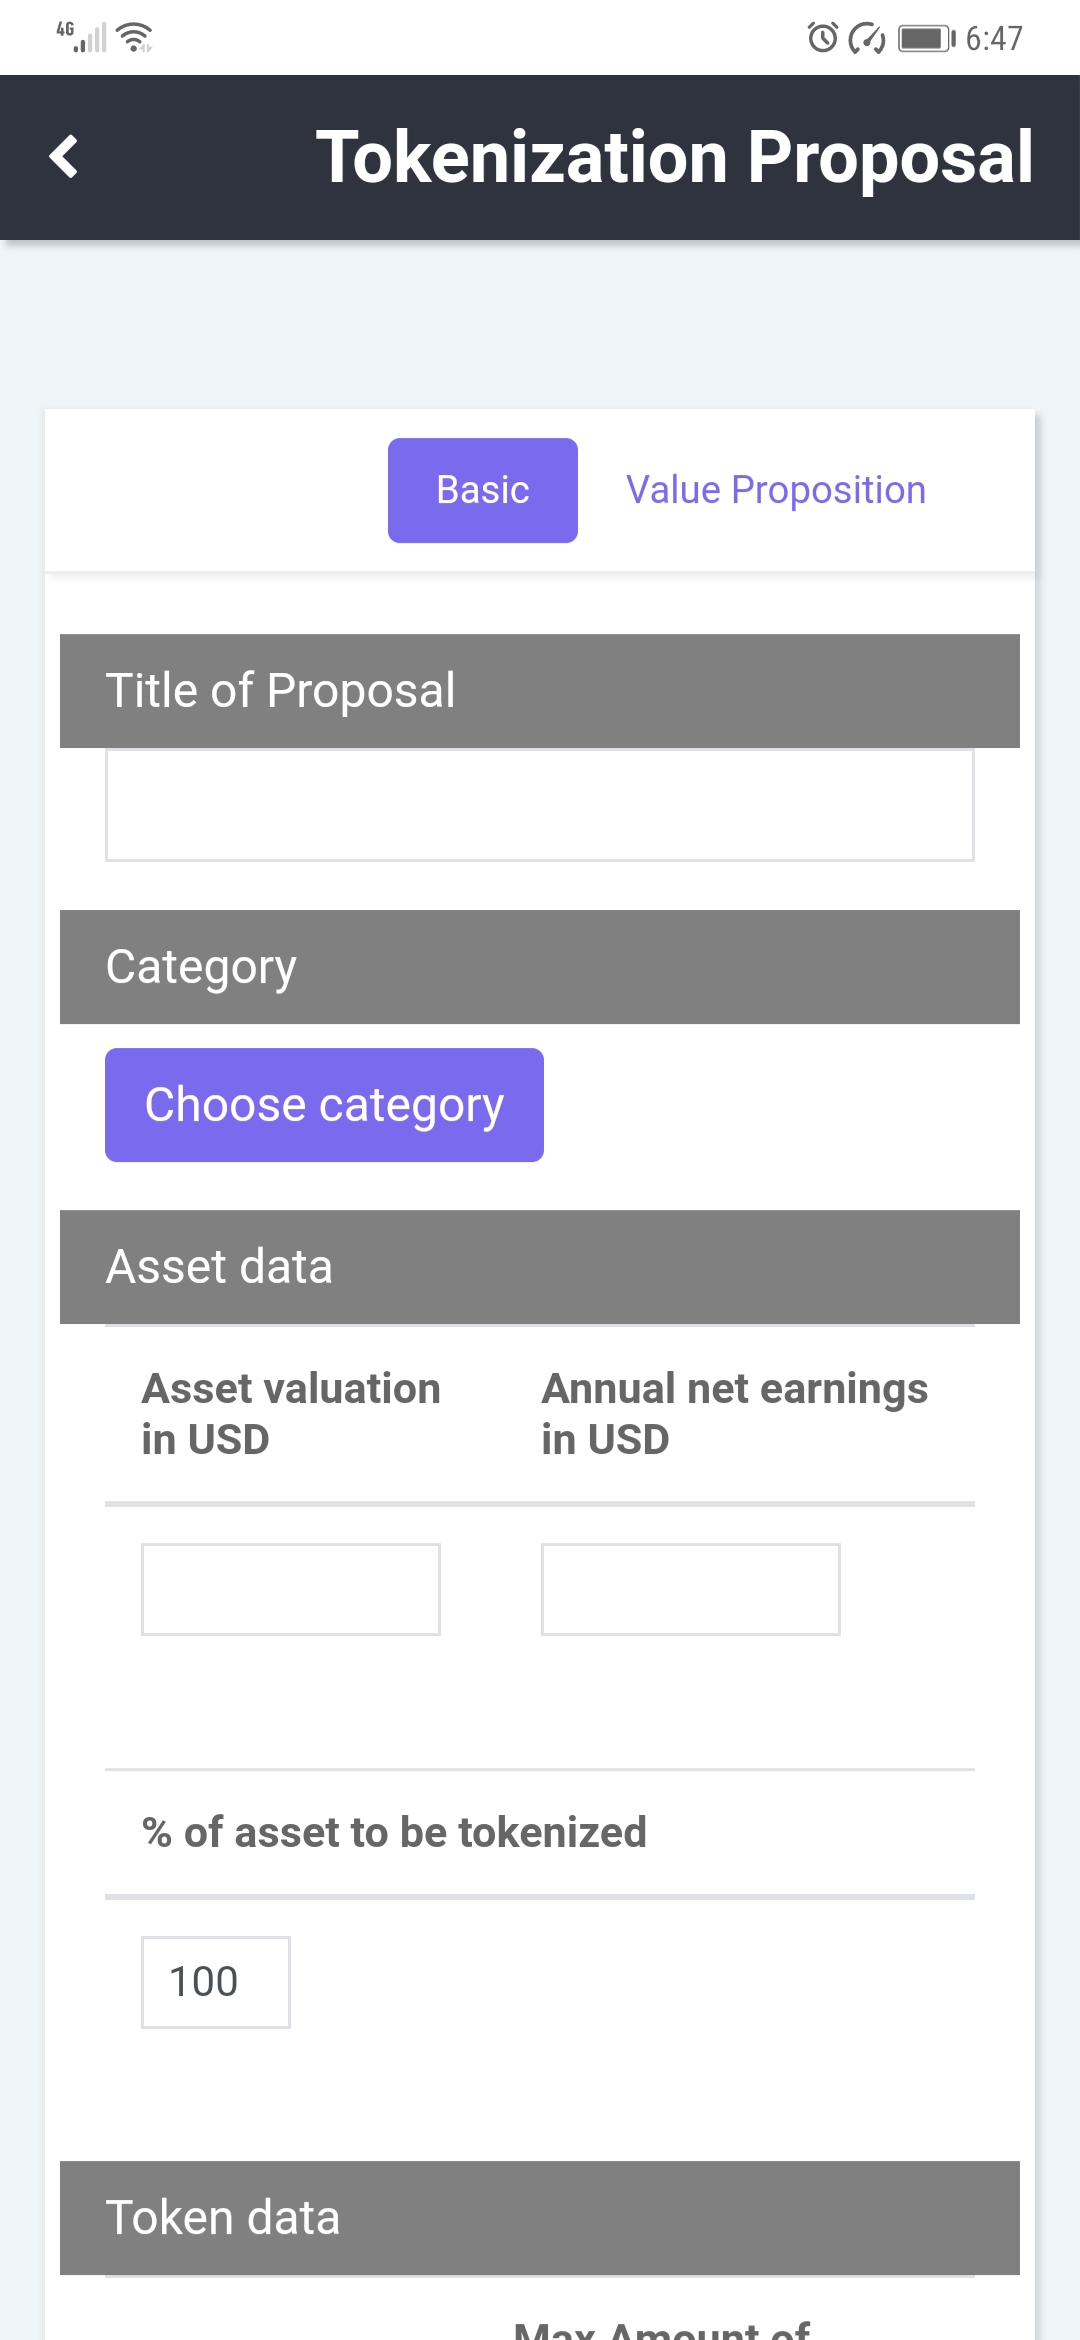 4G 6:47
Tokenization Proposal
Basic Value Proposition
Title of Proposal
Category
Choose category
Asset data
Asset valuation in USD
Annual net earnings in USD
% of asset to be tokenized
100
Token data
Max Amount of